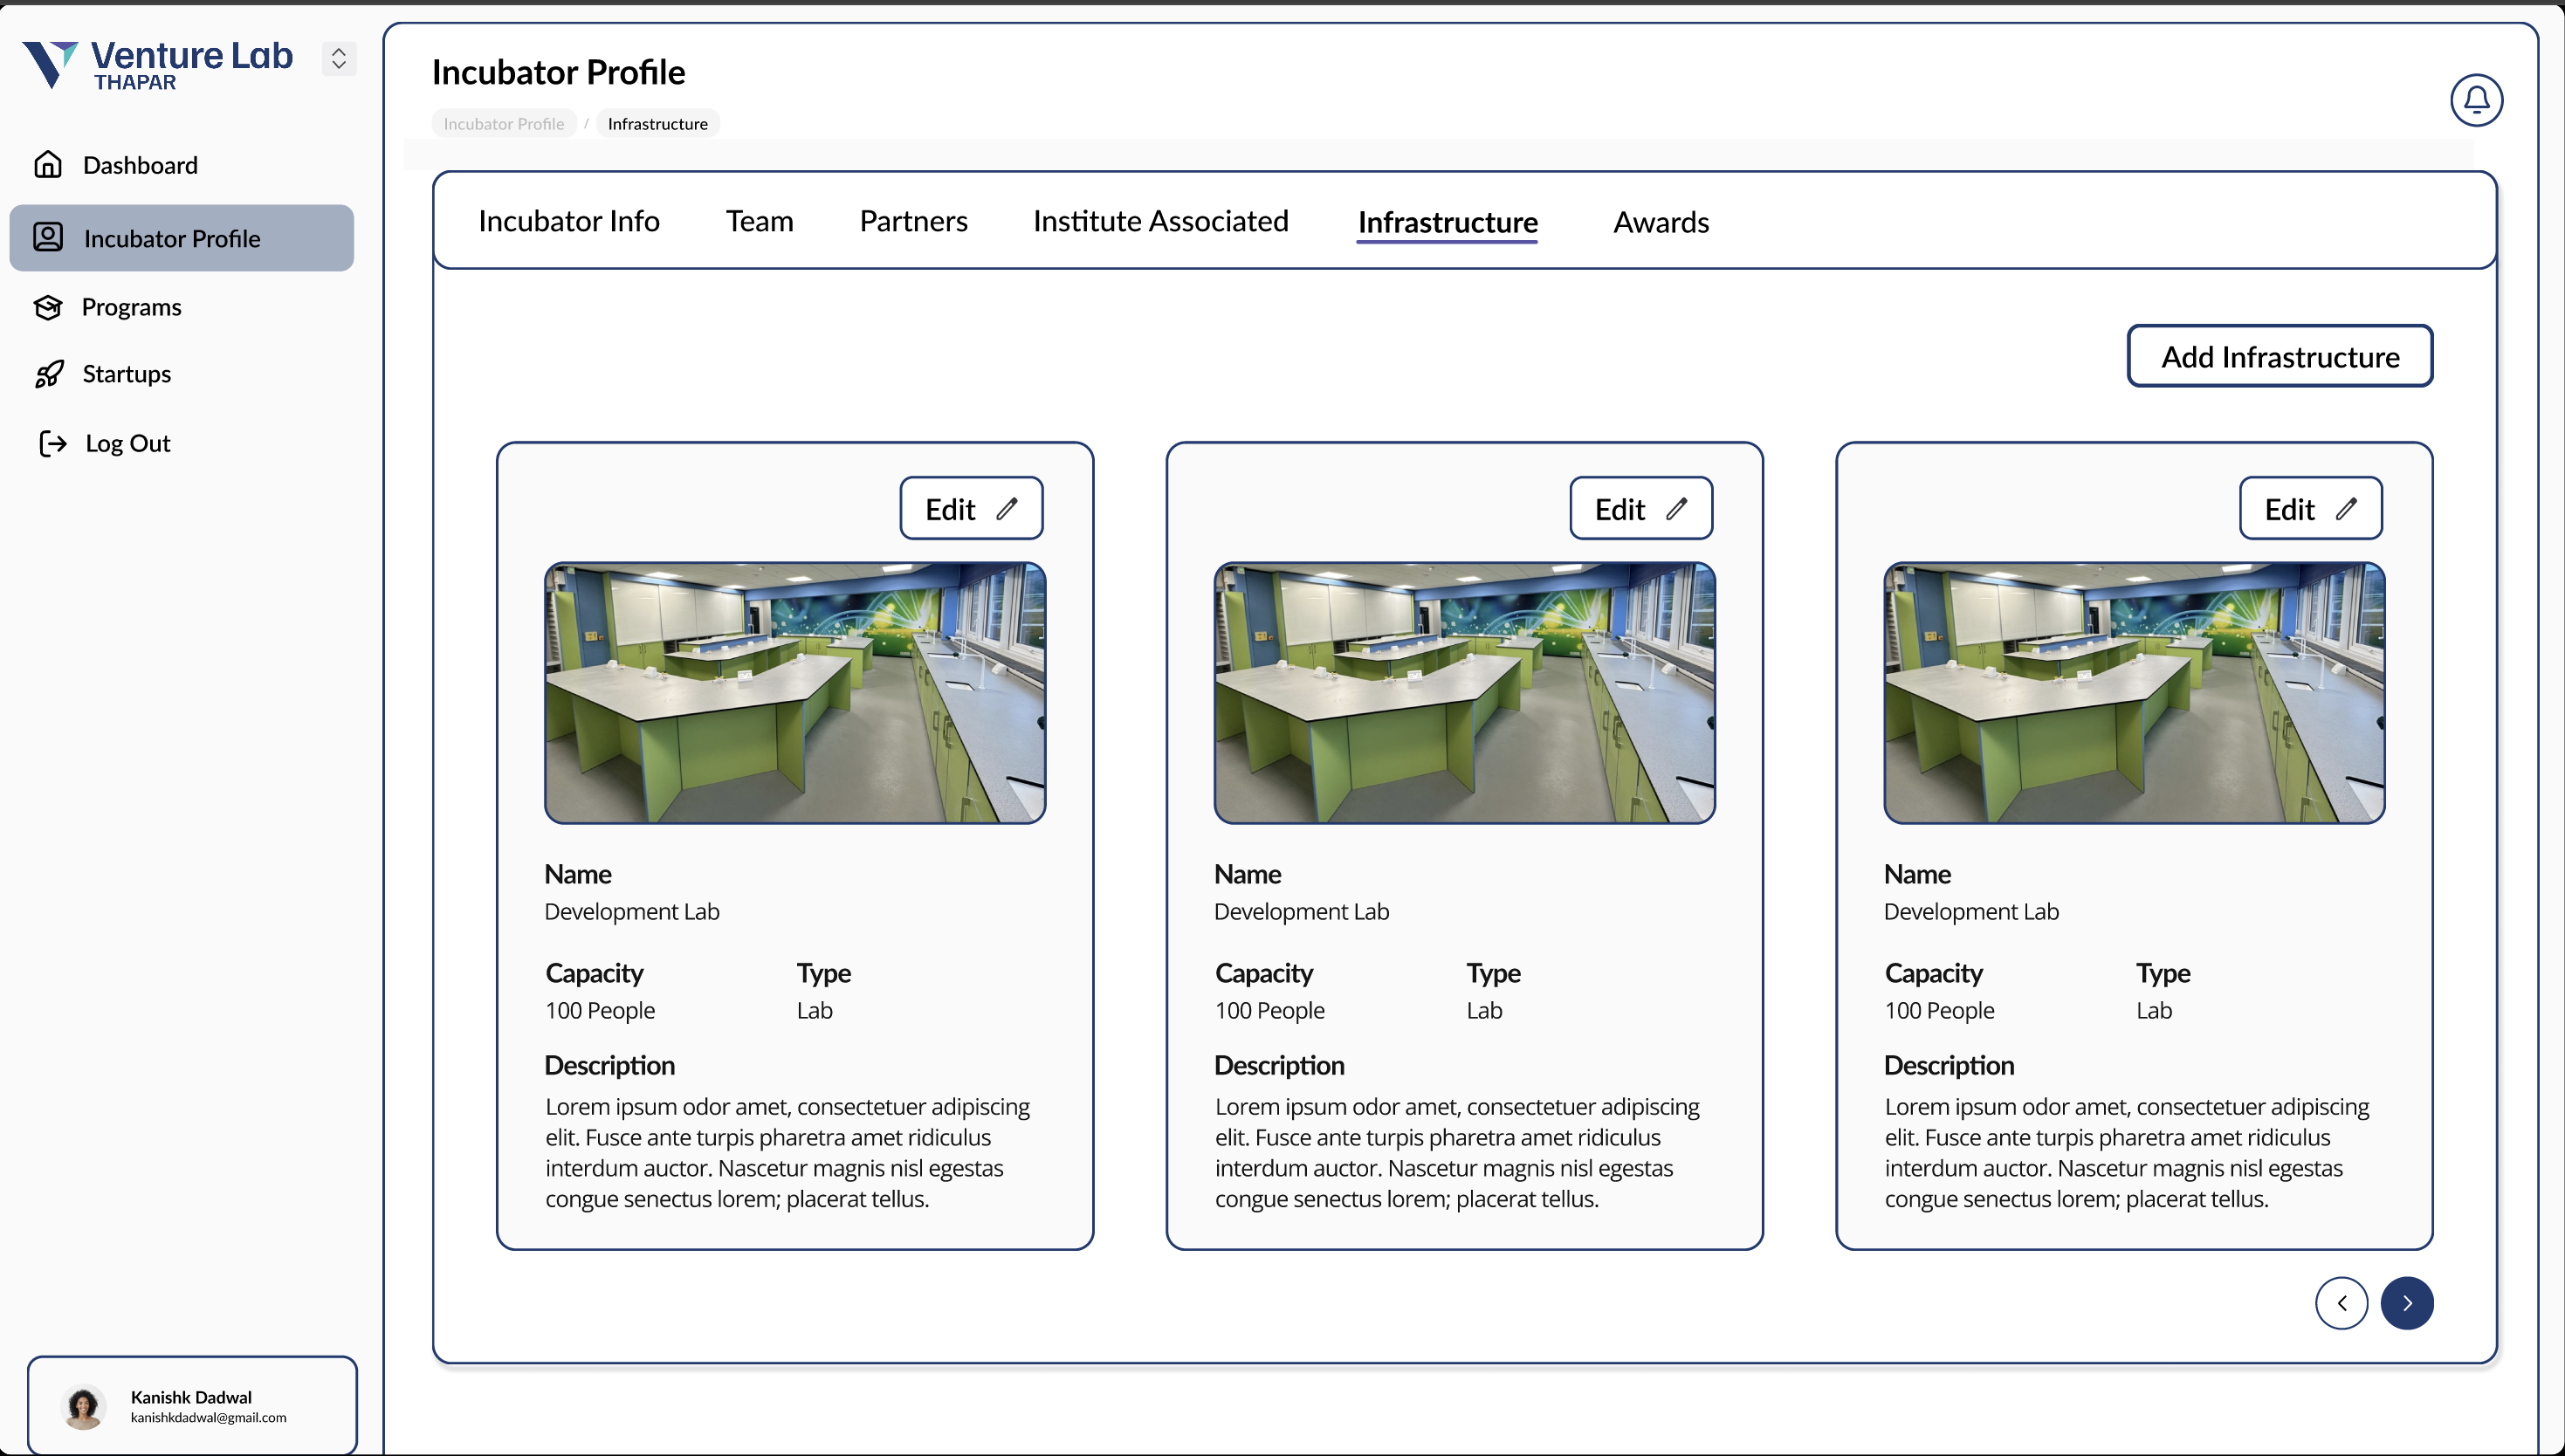 Venture Lab
THAPAR
Dashboard
Incubator Profile
Programs
Startups
Log Out
Kanishk Dadwal
kanishkdadwal@gmail.com
Incubator Profile
Incubator Profile / Infrastructure
Incubator Info Team Partners Institute Associated Infrastructure Awards
Add Infrastructure
Edit
Name
Development Lab
Capacity Type
100 People Lab
Description
Lorem ipsum odor amet, consectetuer adipiscing
elit. Fusce ante turpis pharetra amet ridiculus
interdum auctor. Nascetur magnis nisl egestas
congue senectus lorem; placerat tellus.
Edit
Name
Development Lab
Capacity Type
100 People Lab
Description
Lorem ipsum odor amet, consectetuer adipiscing
elit. Fusce ante turpis pharetra amet ridiculus
interdum auctor. Nascetur magnis nisl egestas
congue senectus lorem; placerat tellus.
Edit
Name
Development Lab
Capacity Type
100 People Lab
Description
Lorem ipsum odor amet, consectetuer adipiscing
elit. Fusce ante turpis pharetra amet ridiculus
interdum auctor. Nascetur magnis nisl egestas
congue senectus lorem; placerat tellus.